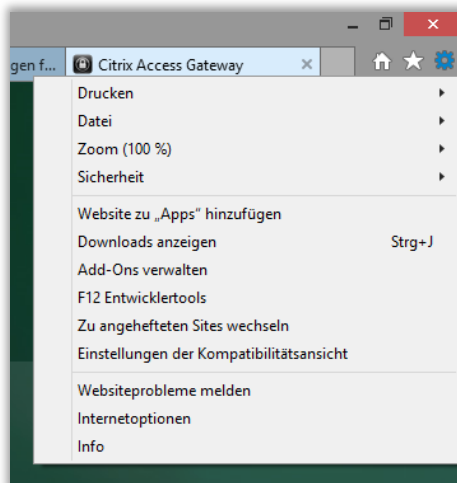 gen f...
Citrix Access Gateway
Drucken
Datei
Zoom (100 %)
Sicherheit
Website zu „Apps“ hinzufügen
Downloads anzeigen Strg+J
Add-Ons verwalten
F12 Entwicklertools
Zu angehefteten Sites wechseln
Einstellungen der Kompatibilitätsansicht
Websiteprobleme melden
Internetoptionen
Info